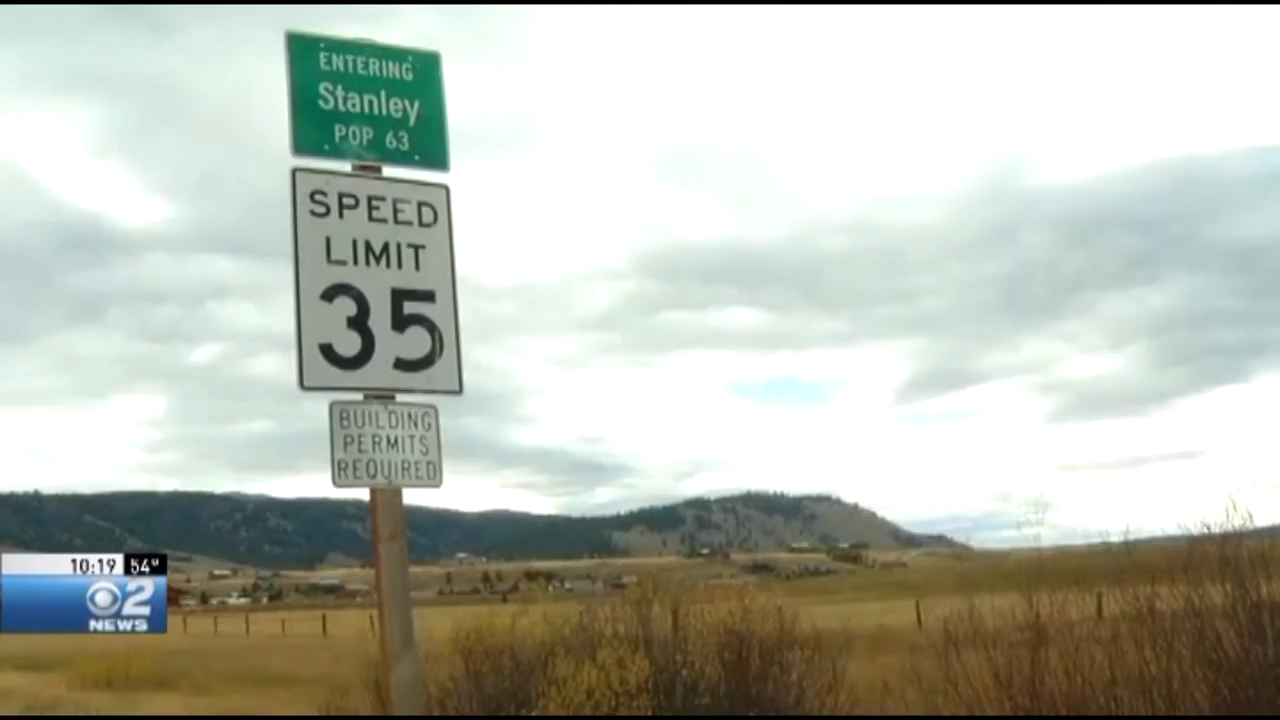 ENTERING
Stanley
POP 63
SPEED
LIMIT
35
BUILDING
PERMITS
REQUIRED
10:19 54°
2
NEWS